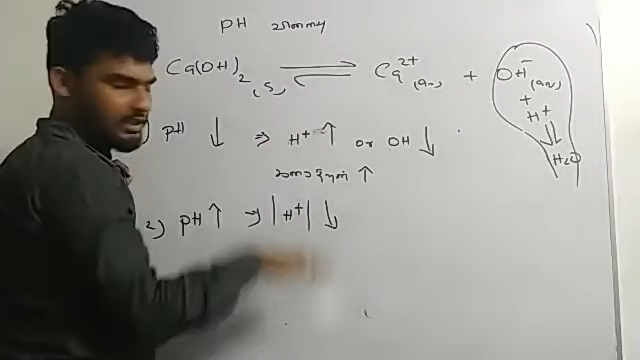 PH
Ca(OH)₂ (s) ⇌ Ca²⁺ (aq) + OH⁻ (aq)
+
H⁺
⇓
H₂O
) PH ↓ ⇒ H⁺ ↑ or OH ↓
↑
2) PH ↑ ⇒ |H⁺| ↓